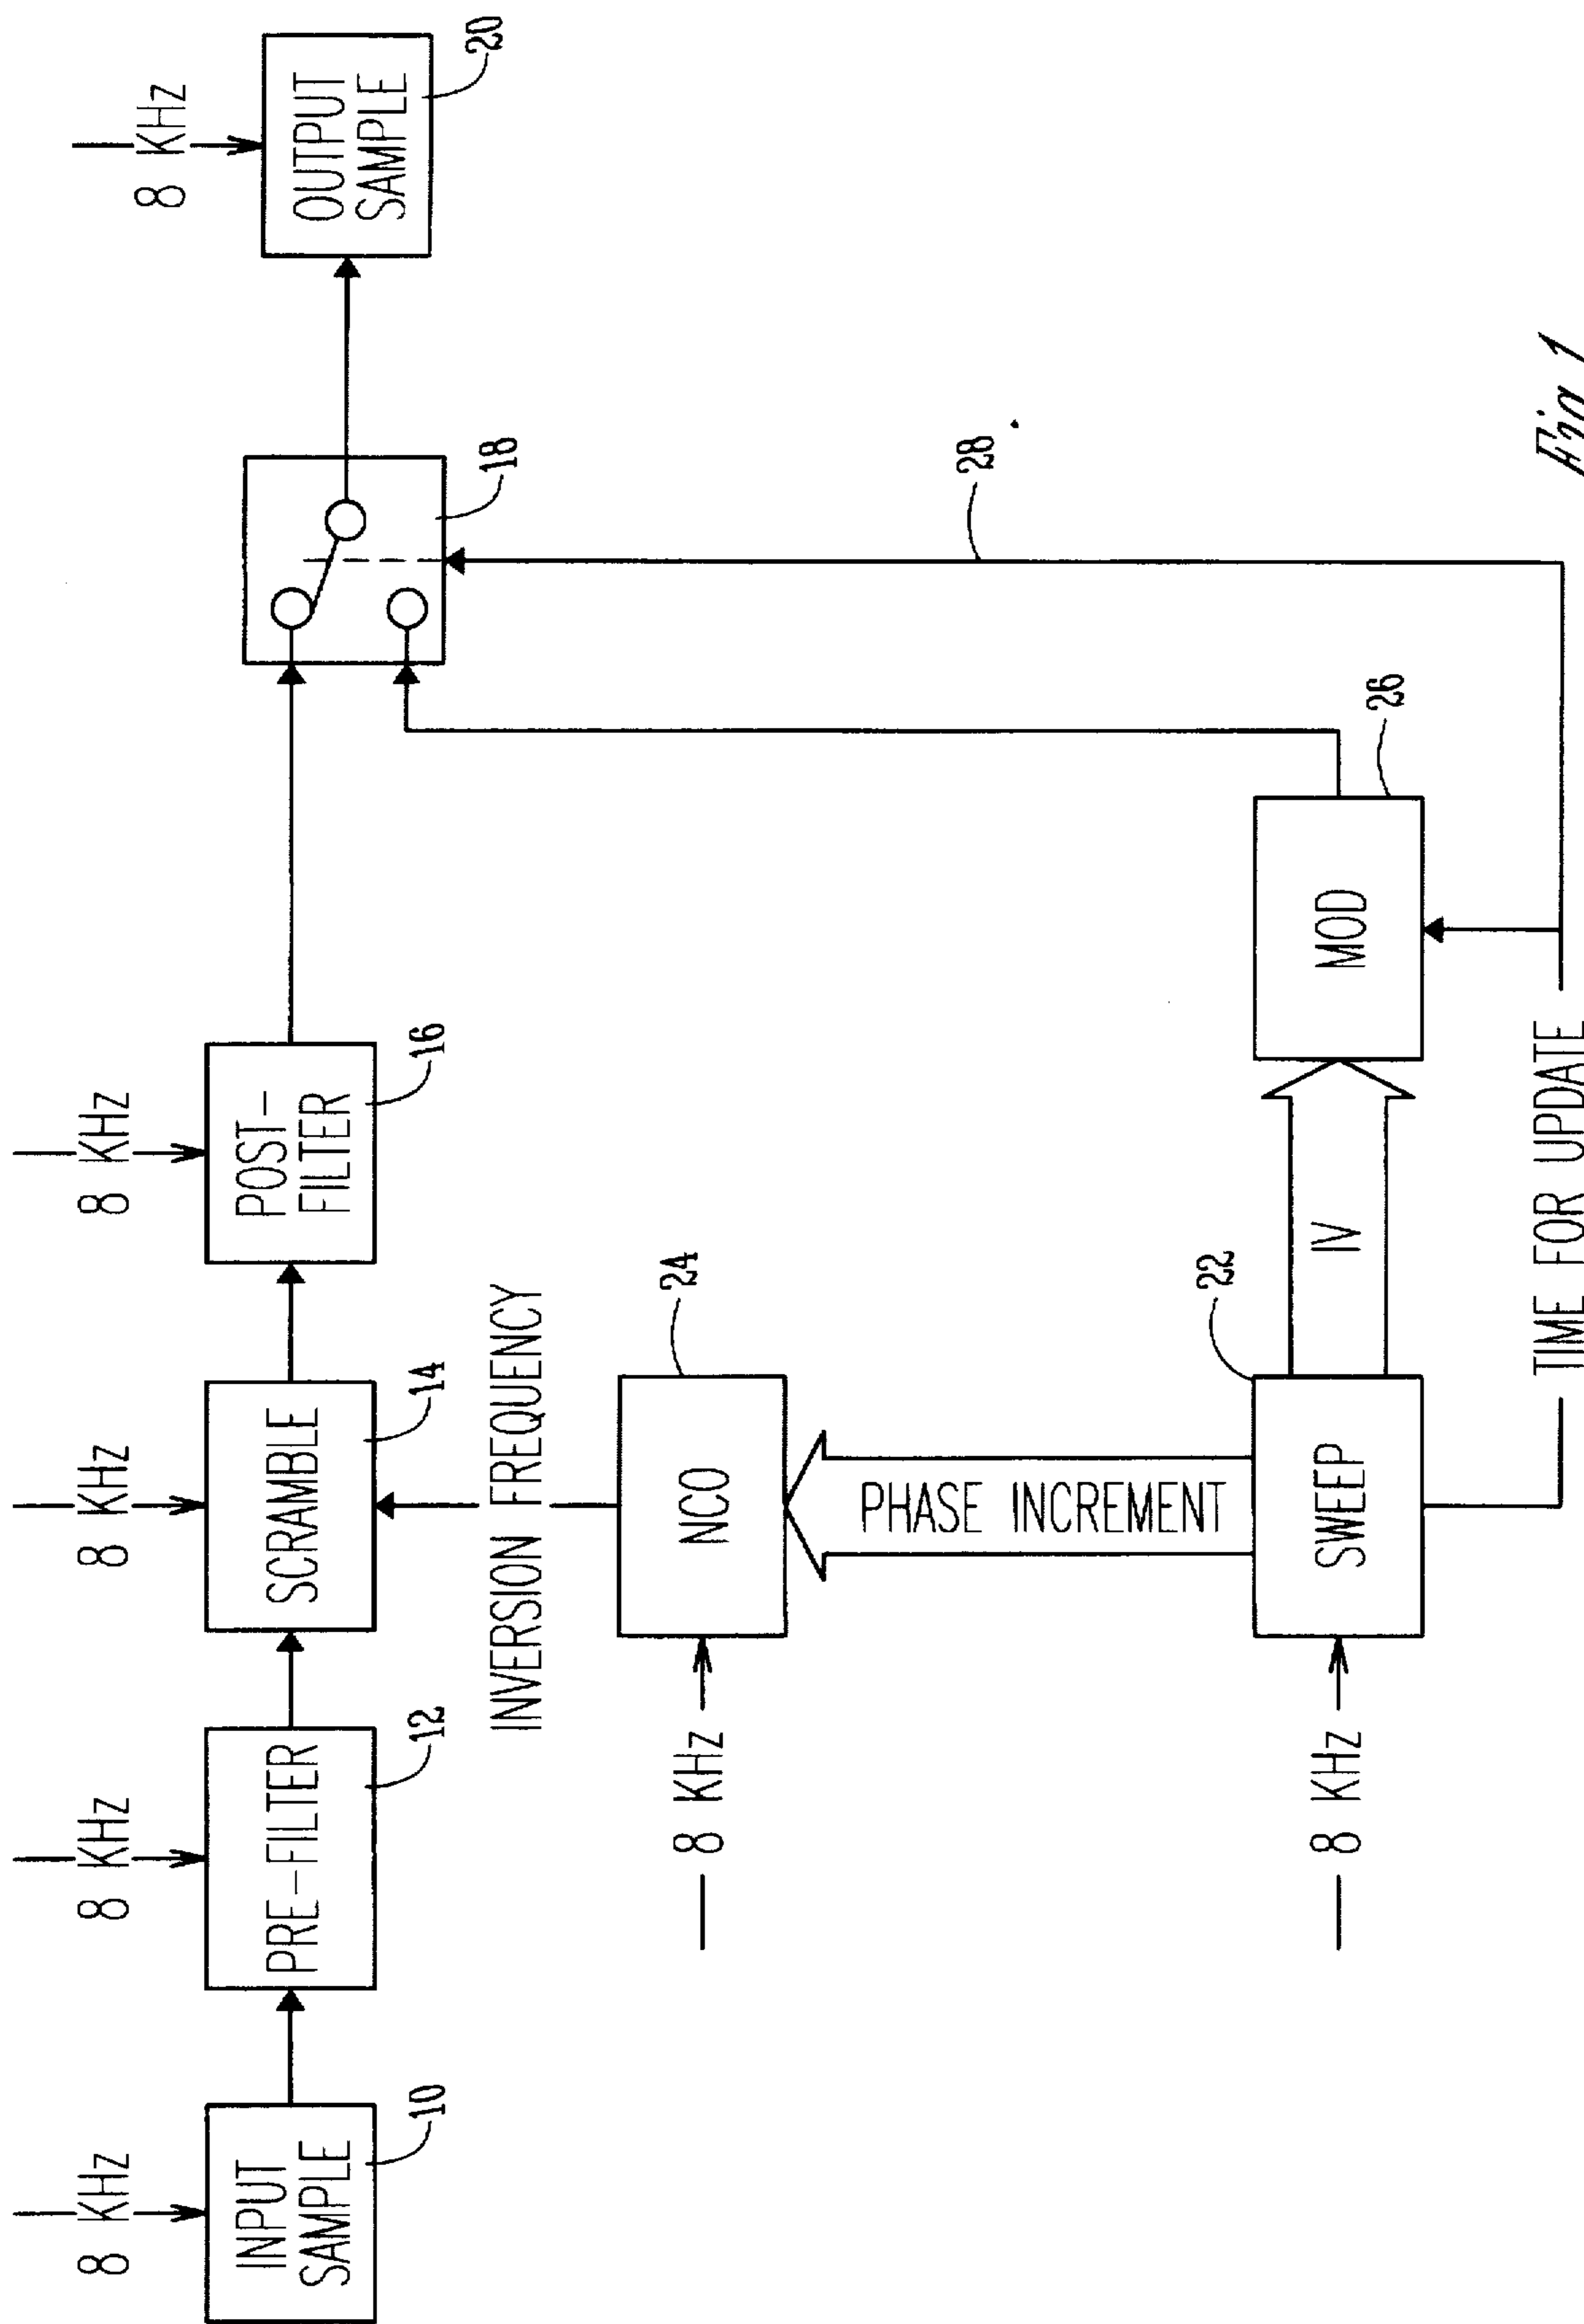 8 KHz
8 KHz
8 KHz
8 KHz
8 KHz
INPUT
SAMPLE
10
PRE-FILTER
12
SCRAMBLE
14
POST-
FILTER
16
18
OUTPUT
SAMPLE
20
INVERSION FREQUENCY
8 KHz
NCO
24
PHASE INCREMENT
28
8 KHz
SWEEP
22
IV
MOD
26
TIME FOR UPDATE
Fig. 1